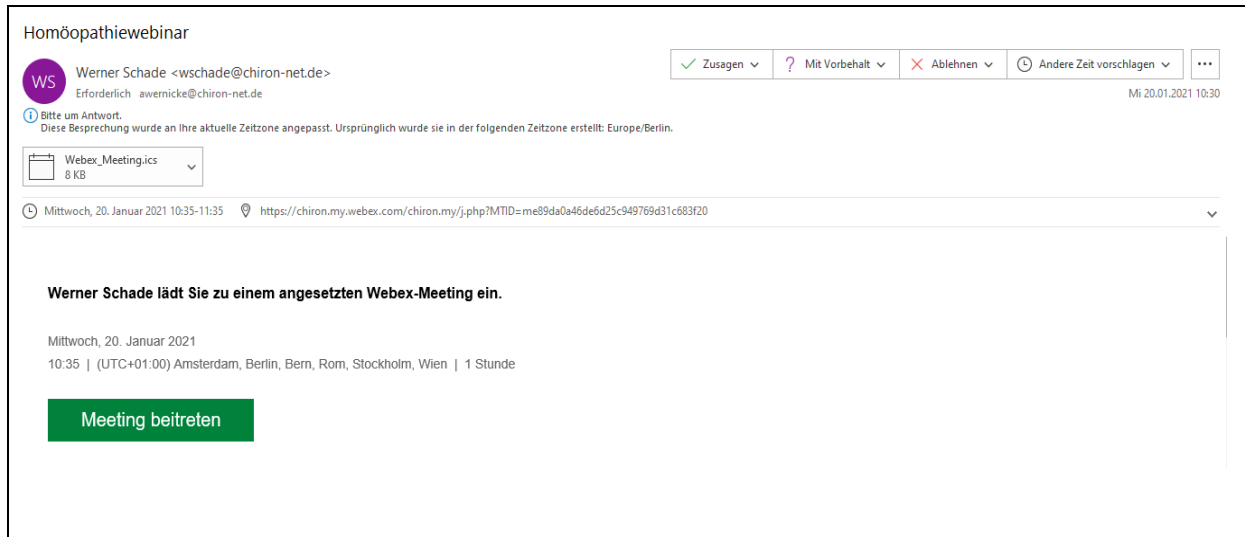 Homöopathiewebinar
WS
Werner Schade <wschade@chiron-net.de>
Erforderlich awernicke@chiron-net.de
Zusagen
? Mit Vorbehalt
Ablehnen
Andere Zeit vorschlagen
...
Mi 20.01.2021 10:30
Bitte um Antwort.
Diese Besprechung wurde an Ihre aktuelle Zeitzone angepasst. Ursprünglich wurde sie in der folgenden Zeitzone erstellt: Europe/Berlin.
Webex_Meeting.ics
8 KB
Mittwoch, 20. Januar 2021 10:35-11:35 https://chiron.my.webex.com/chiron.my/j.php?MTID=me89da0a46de6d25c949769d31c683f20
Werner Schade lädt Sie zu einem angesetzten Webex-Meeting ein.
Mittwoch, 20. Januar 2021
10:35 | (UTC+01:00) Amsterdam, Berlin, Bern, Rom, Stockholm, Wien | 1 Stunde
Meeting beitreten